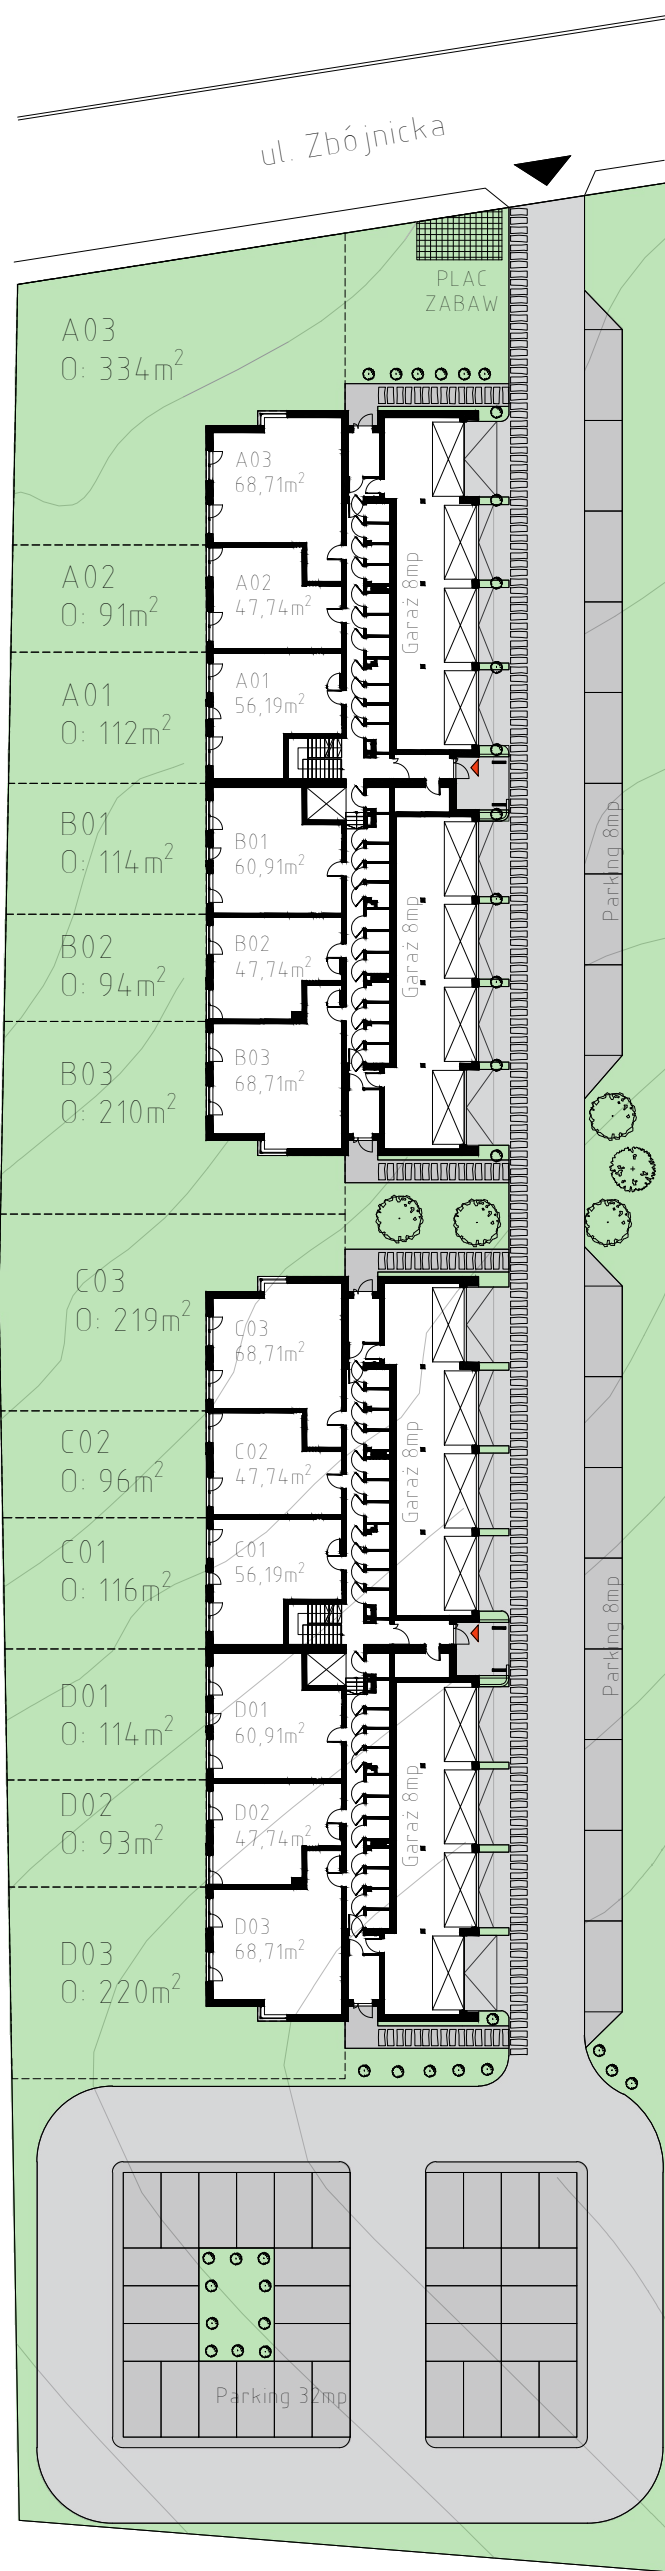 ul. Zbójnicka
PLAC
ZABAW
A03
O: 334m²
A03
68,71m²
A02
O: 91m²
A02
47,74m²
Garaż 8mp
A01
O: 112m²
A01
56,19m²
B01
O: 114m²
B01
60,91m²
Parking 8mp
B02
O: 94m²
B02
47,74m²
Garaż 8mp
B03
O: 210m²
B03
68,71m²
C03
O: 219m²
C03
68,71m²
C02
O: 96m²
C02
47,74m²
Garaż 8mp
C01
O: 116m²
C01
56,19m²
Parking 8mp
D01
O: 114m²
D01
60,91m²
D02
O: 93m²
D02
47,74m²
Garaż 8mp
D03
O: 220m²
D03
68,71m²
Parking 32mp